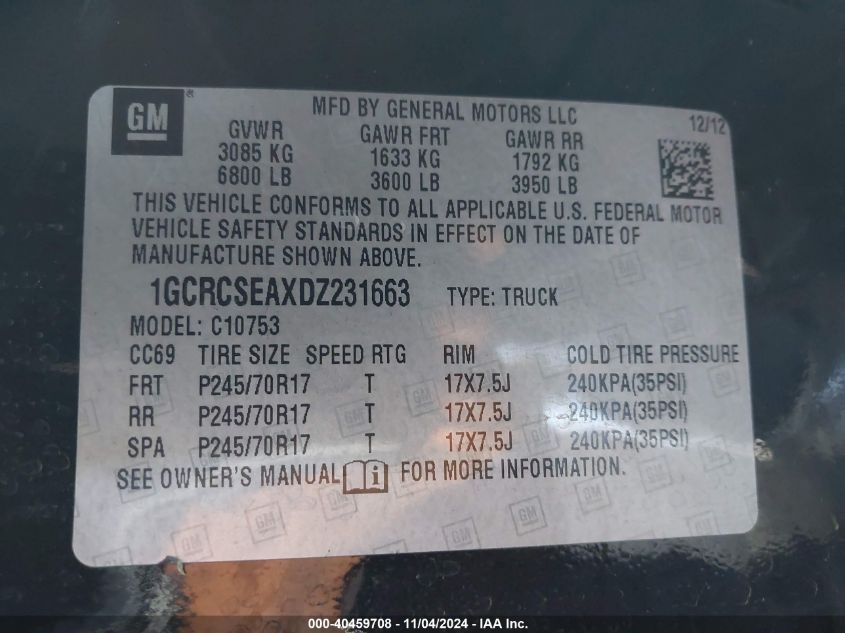 GM ®
MFD BY GENERAL MOTORS LLC
12/12
GVWR GAWR FRT GAWR RR
3085 KG 1633 KG 1792 KG
6800 LB 3600 LB 3950 LB
THIS VEHICLE CONFORMS TO ALL APPLICABLE U.S. FEDERAL MOTOR
VEHICLE SAFETY STANDARDS IN EFFECT ON THE DATE OF
MANUFACTURE SHOWN ABOVE.
1GCRCSEAXDZ231663 TYPE: TRUCK
MODEL: C10753
CC69 TIRE SIZE SPEED RTG RIM COLD TIRE PRESSURE
FRT P245/70R17 T 17X7.5J 240KPA(35PSI)
RR P245/70R17 T 17X7.5J 240KPA(35PSI)
SPA P245/70R17 T 17X7.5J 240KPA(35PSI)
SEE OWNER'S MANUAL i FOR MORE INFORMATION.
000-40459708 - 11/04/2024 - IAA Inc.